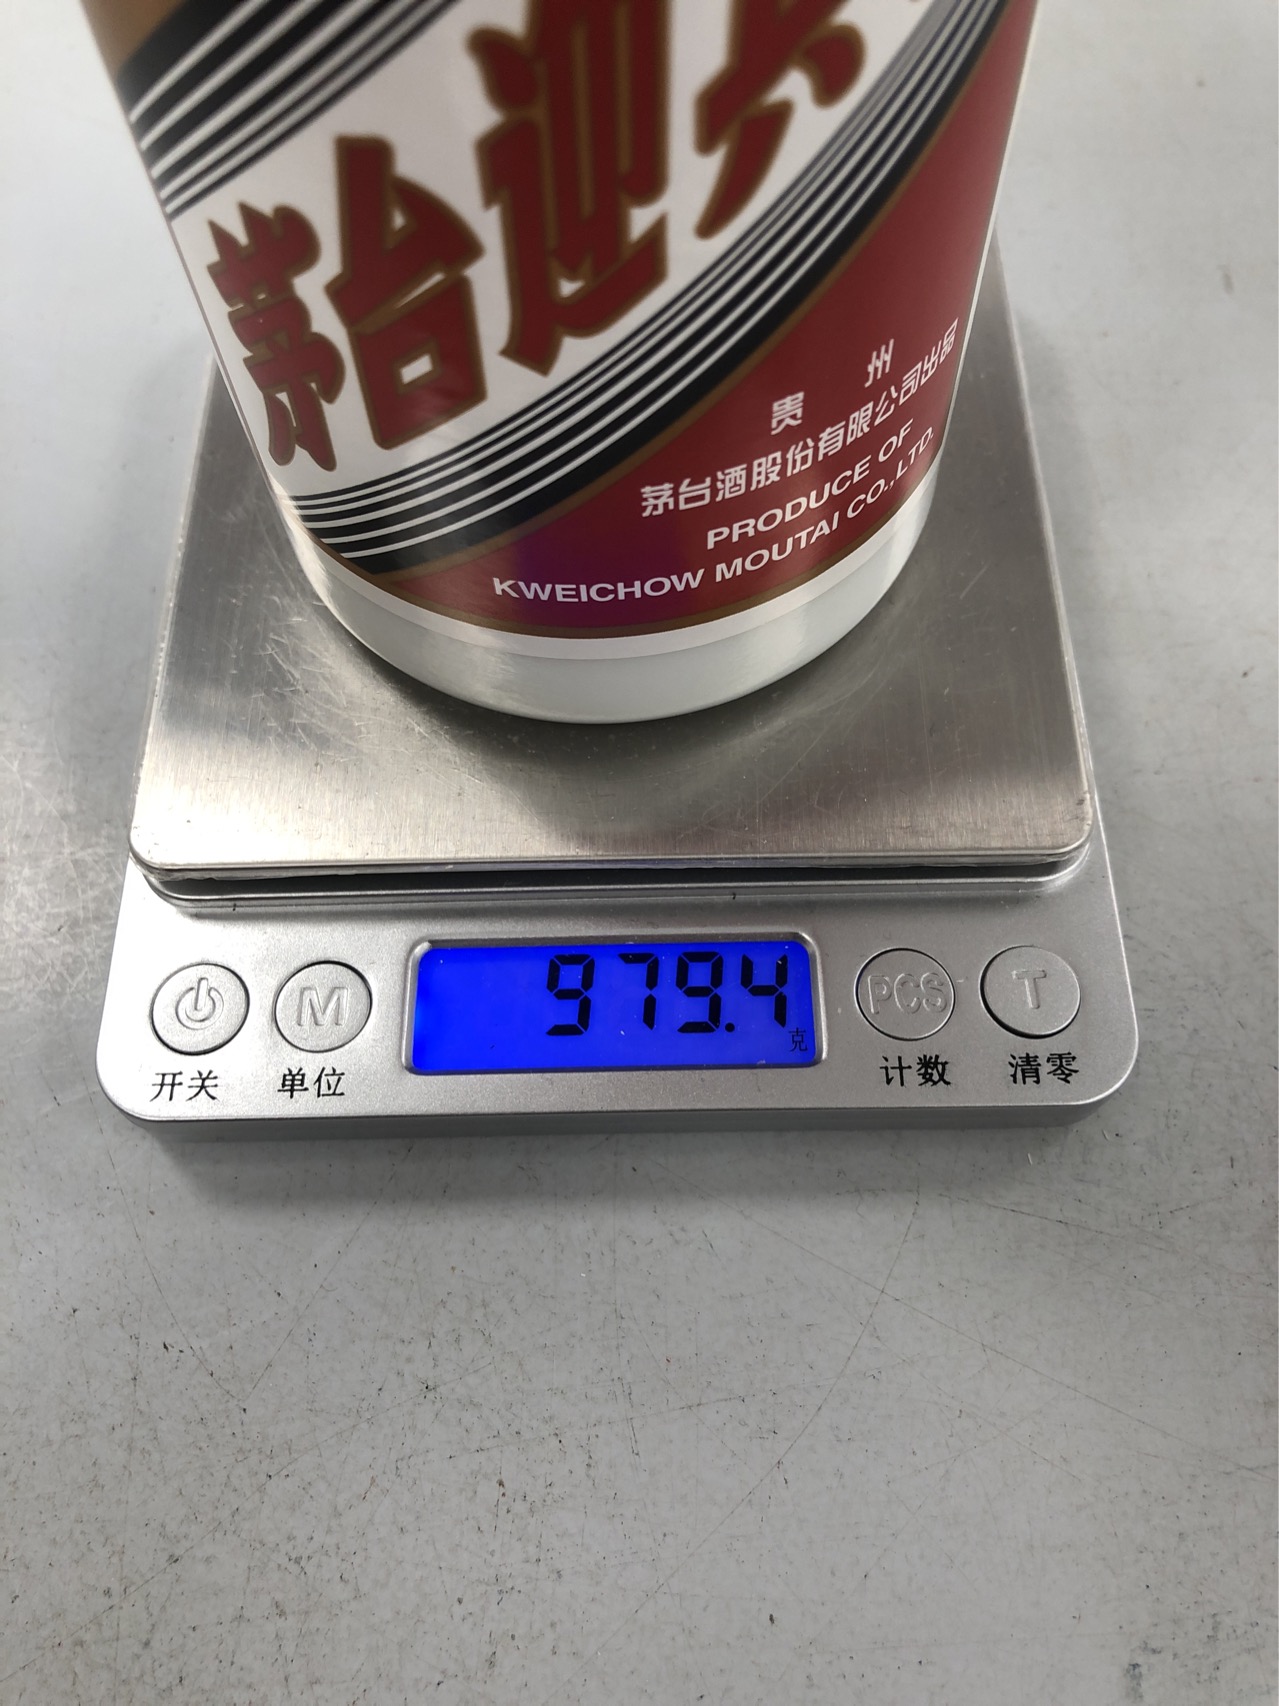 茅台迎宾
贵 州
茅台酒股份有限公司出品
PRODUCE OF
KWEICHOW MOUTAI CO.,LTD.
979.4
克
M
PCS
T
开关
单位
计数
清零